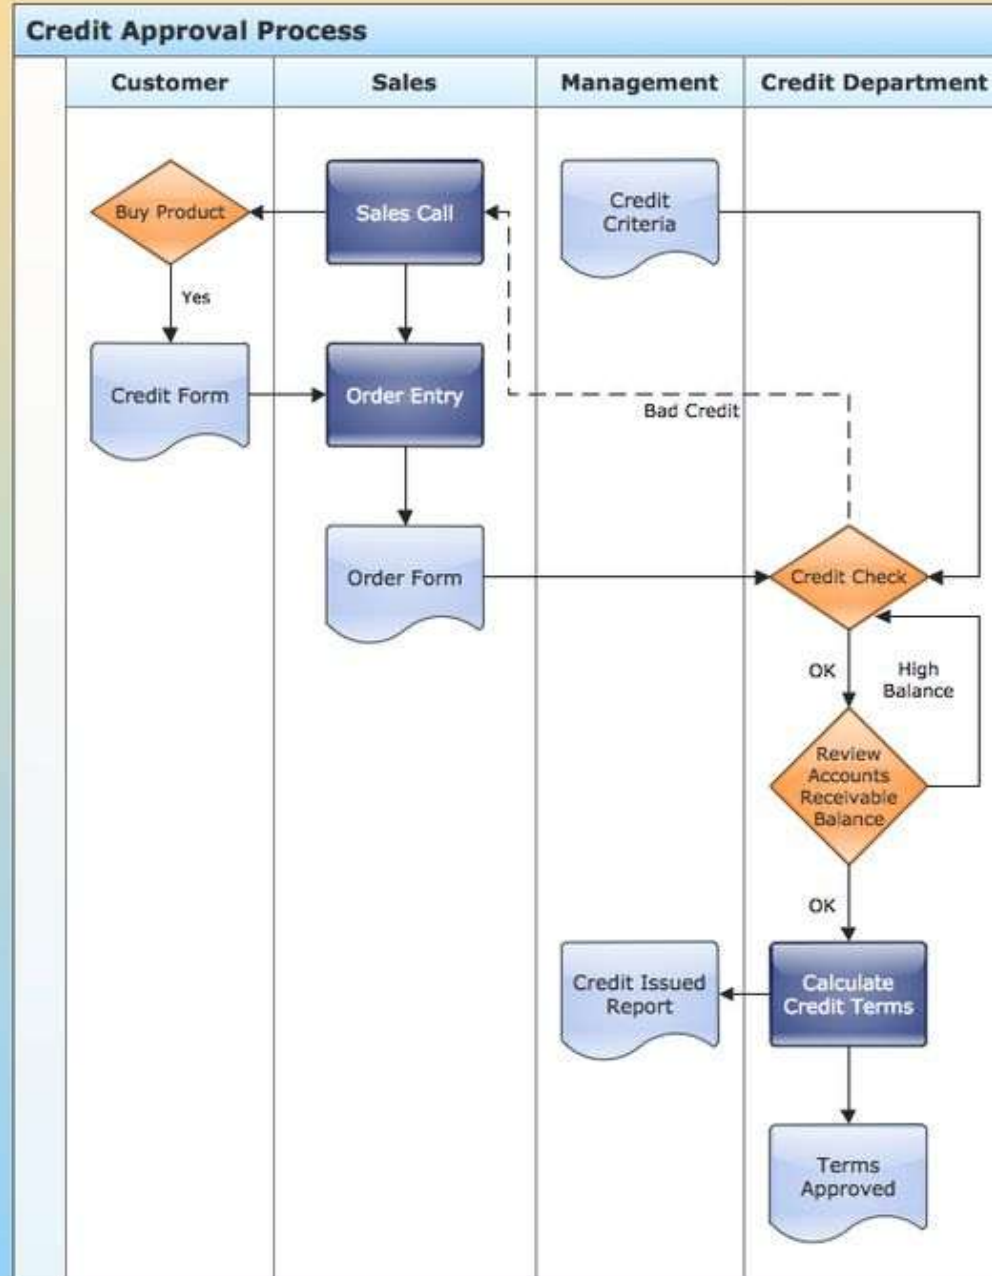 Credit Approval Process
Customer
Sales
Management
Credit Department
Buy Product
Sales Call
Credit
Criteria
Yes
Credit Form
Order Entry
Bad Credit
Order Form
Credit Check
OK
High
Balance
Review
Accounts
Receivable
Balance
OK
Credit Issued
Report
Calculate
Credit Terms
Terms
Approved